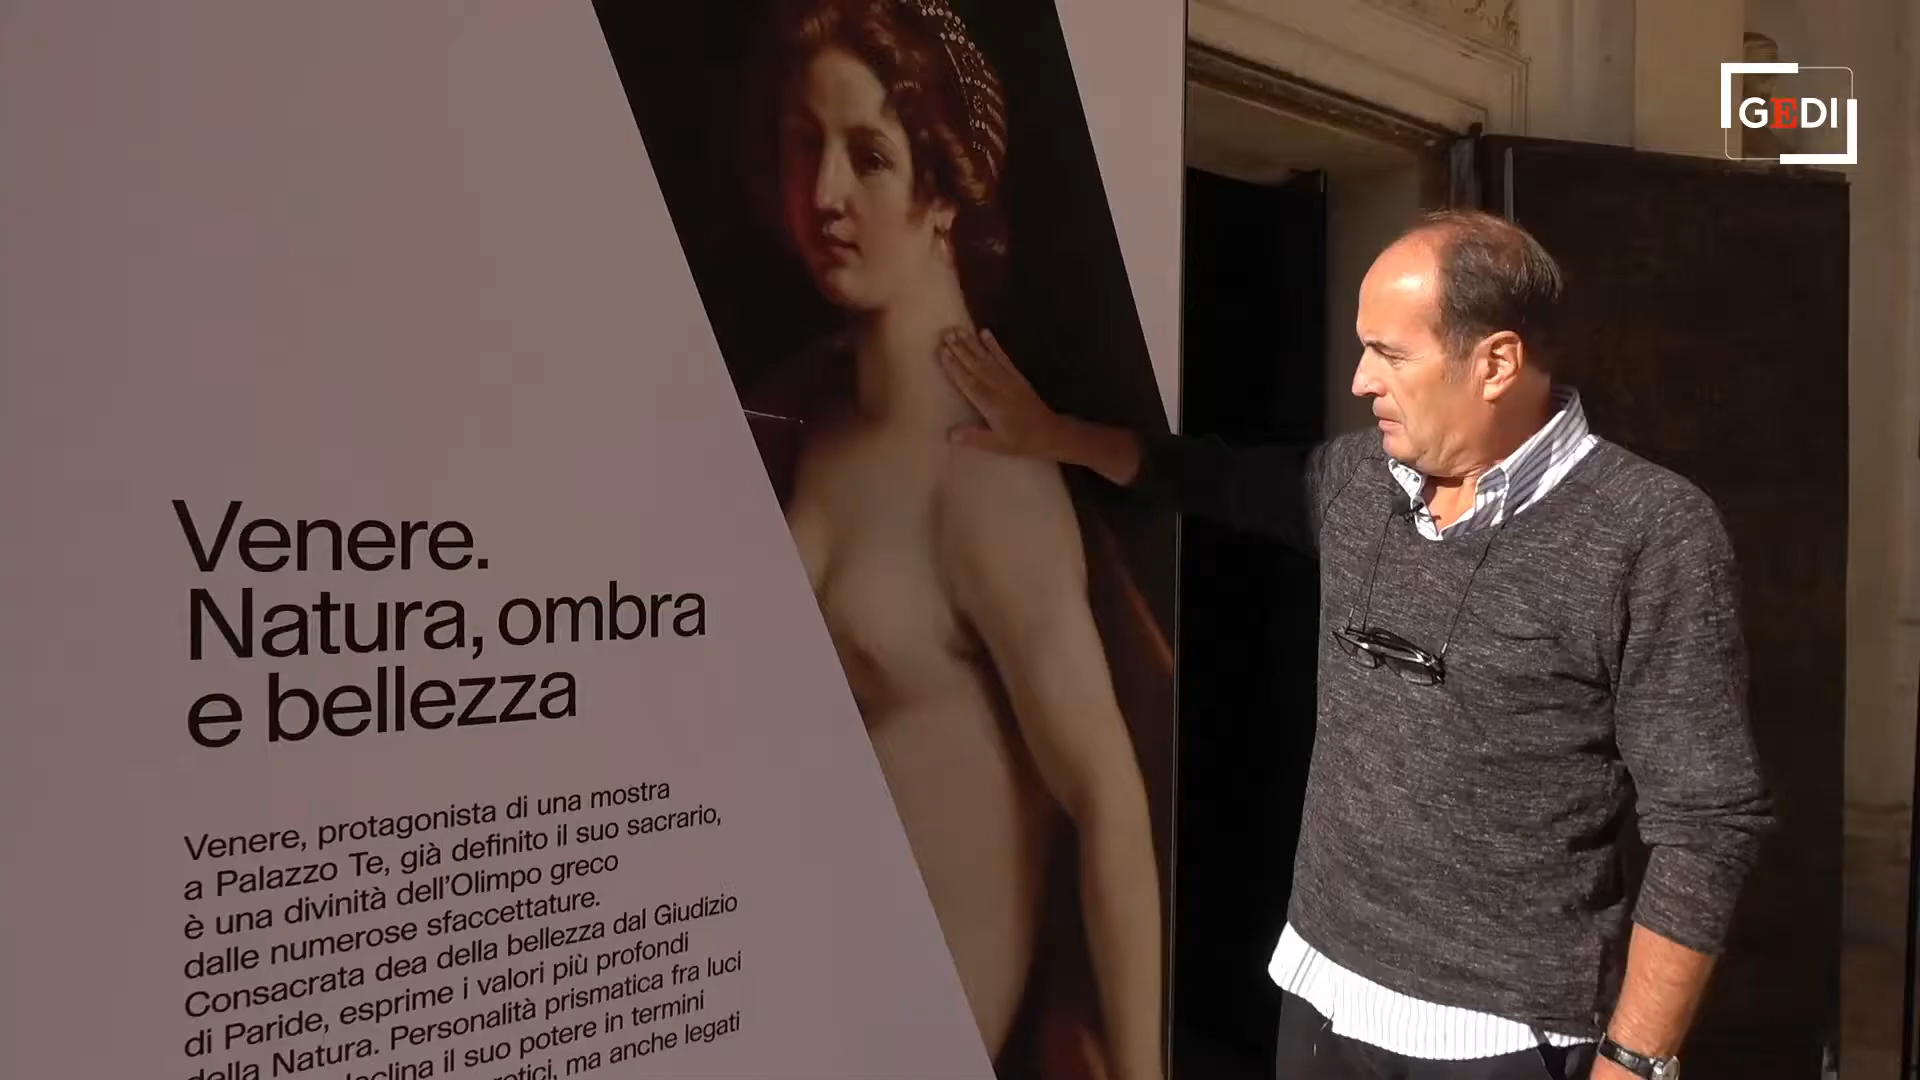 GEDI
Venere.
Natura, ombra
e bellezza
Venere, protagonista di una mostra
a Palazzo Te, già definito il suo sacrario,
è una divinità dell'Olimpo greco
dalle numerose sfaccettature.
Consacrata dea della bellezza dal Giudizio
di Paride, esprime i valori più profondi
della Natura. Personalità prismatica fra luci
il suo potere in termini
ma anche legati